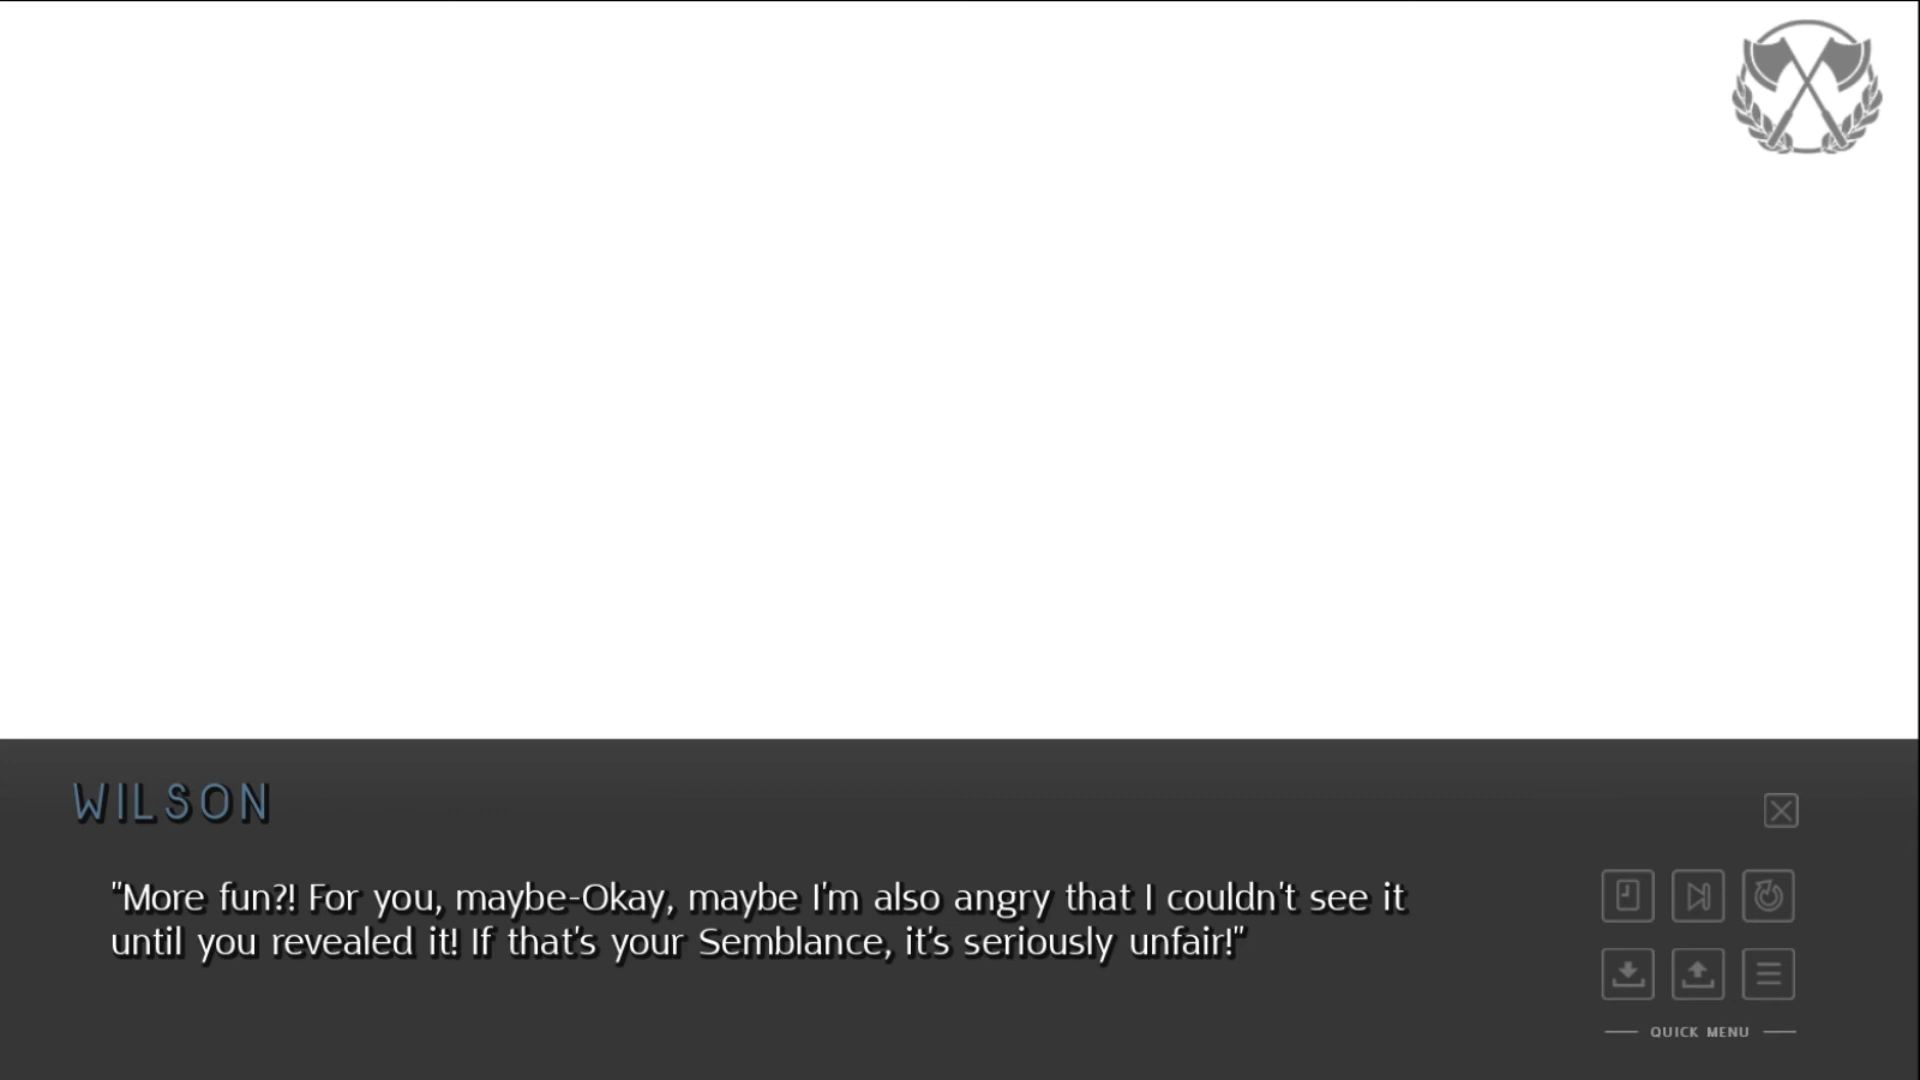 WILSON
"More fun?! For you, maybe-Okay, maybe I'm also angry that I couldn't see it
until you revealed it! If that's your Semblance, it's seriously unfair!"
QUICK MENU